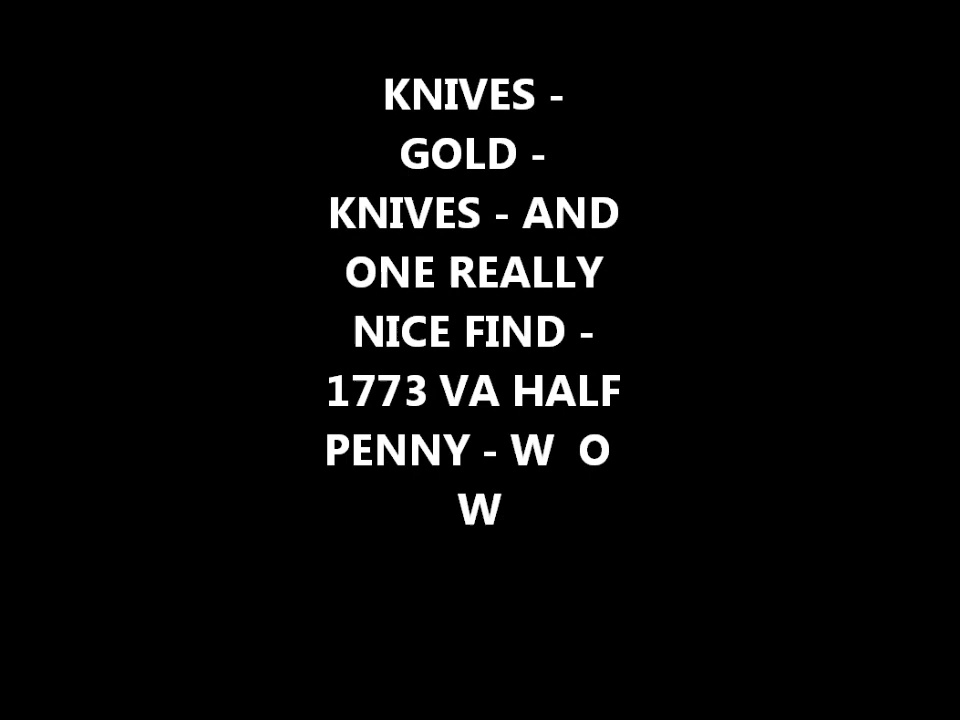 KNIVES -
GOLD -
KNIVES - AND
ONE REALLY
NICE FIND -
1773 VA HALF
PENNY - W  O
W